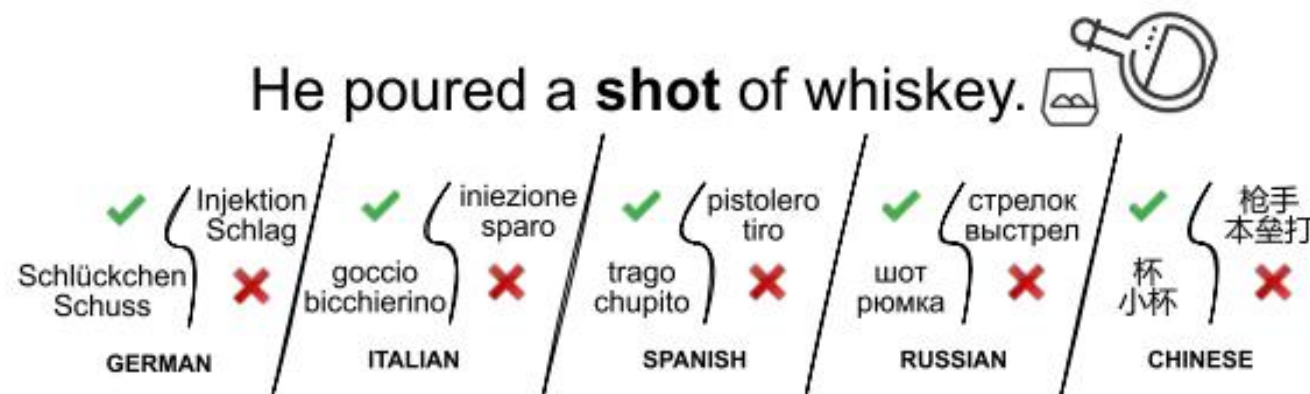 He poured a shot of whiskey.
Injektion
Schlag
Schlückchen
Schuss
GERMAN
iniezione
sparo
goccio
bicchierino
ITALIAN
pistolero
tiro
trago
chupito
SPANISH
стрелок
выстрел
шот
рюмка
RUSSIAN
枪手
本垒打
杯
小杯
CHINESE